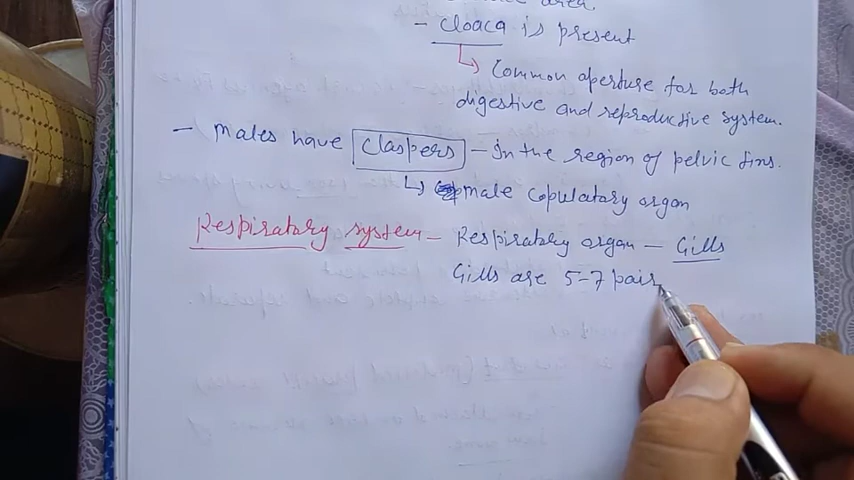 area.
- Cloaca is present
↳ Common aperture for both
digestive and reproductive system.
- Males have Claspers - in the region of pelvic fins.
↳ male copulatory organ
Respiratory system - Respiratory organ - Gills
Gills are 5-7 pair